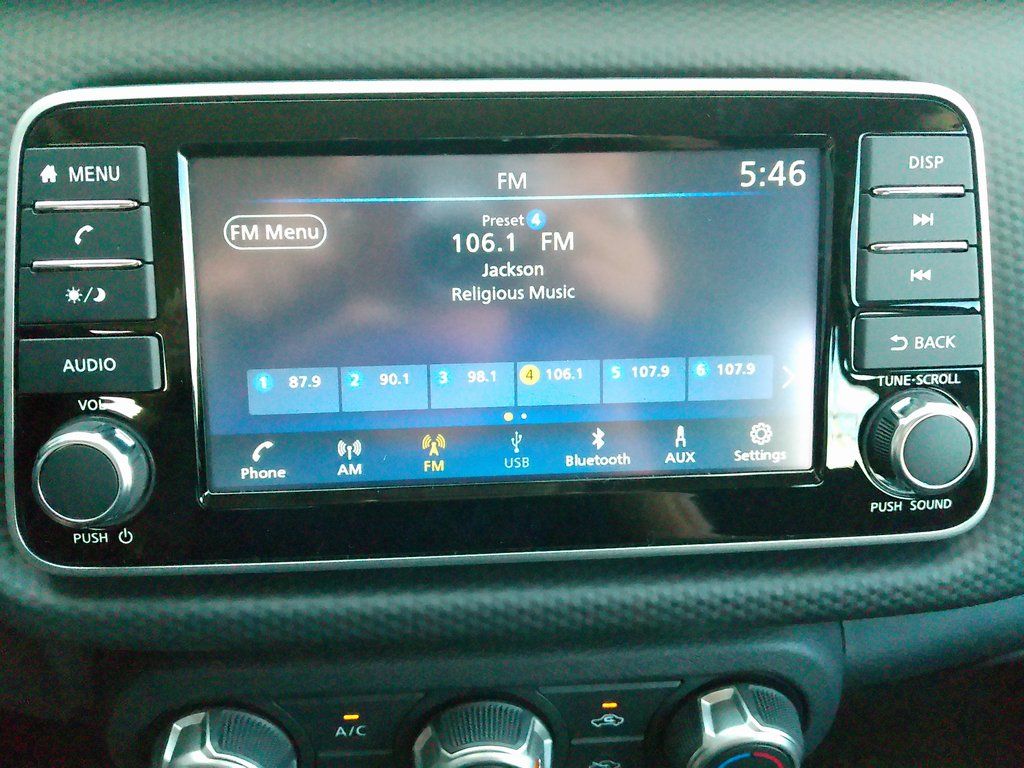 MENU
AUDIO
VOL
PUSH
FM
5:46
FM Menu
Preset 4
106.1 FM
Jackson
Religious Music
1 87.9
2 90.1
3 98.1
4 106.1
5 107.9
6 107.9
Phone
AM
FM
USB
Bluetooth
AUX
Settings
DISP
BACK
TUNE·SCROLL
PUSH SOUND
A/C